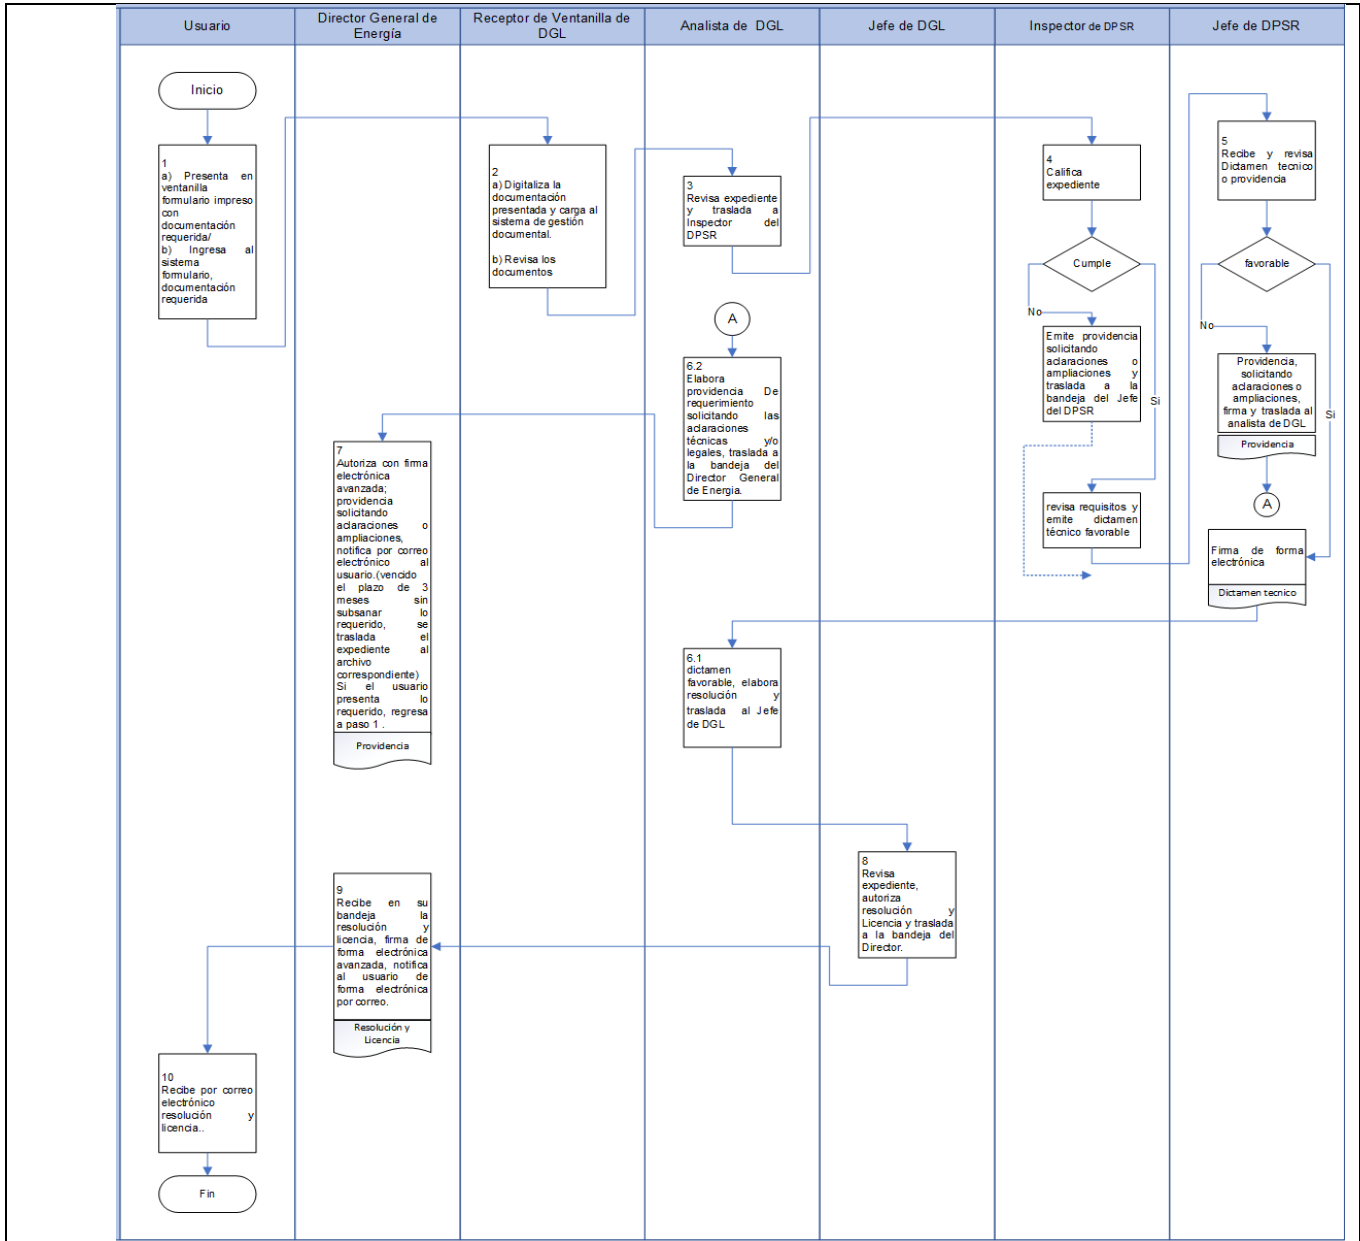 Usuario
Director General de
Energía
Receptor de Ventanilla de
DGL
Analista de DGL
Jefe de DGL
Inspector de DPSR
Jefe de DPSR
Inicio
1
a) Presenta en
ventanilla
formulario impreso
con
documentación
requerida/
b) Ingresa al
sistema
formulario,
documentación
requerida
2
a) Digitaliza la
documentación
presentada y carga al
sistema de gestión
documental.
b) Revisa los
documentos
3
Revisa expediente
y traslada a
Inspector del
DPSR
4
Califica
expediente
Cumple
No
Si
Emite providencia
solicitando
aclaraciones o
ampliaciones y
traslada a la
bandeja del Jefe
del DPSR
revisa requisitos y
emite dictamen
técnico favorable
5
Recibe y revisa
Dictamen tecnico
o providencia
favorable
No
Si
Providencia,
solicitando
aclaraciones o
ampliaciones,
firma y traslada al
analista de DGL
Providencia
A
Firma de forma
electrónica
Dictamen tecnico
A
6.2
Elabora
providencia De
requerimiento
solicitando las
aclaraciones
técnicas y/o
legales, traslada a
la bandeja del
Director General
de Energia.
7
Autoriza con firma
electrónica
avanzada;
providencia
solicitando
aclaraciones o
ampliaciones,
notifica por correo
electrónico al
usuario.(vencido
el plazo de 3
meses sin
subsanar lo
requerido, se
traslada el
expediente al
archivo
correspondiente)
Si el usuario
presenta lo
requerido, regresa
a paso 1 .
Providencia
6.1
dictamen
favorable, elabora
resolución y
traslada al Jefe
de DGL
8
Revisa
expediente,
autoriza
resolución y
Licencia y traslada
a la bandeja del
Director.
9
Recibe en su
bandeja la
resolución y
licencia, firma de
forma electrónica
avanzada, notifica
al usuario de
forma electrónica
por correo.
Resolución y
Licencia
10
Recibe por correo
electrónico
resolución y
licencia..
Fin